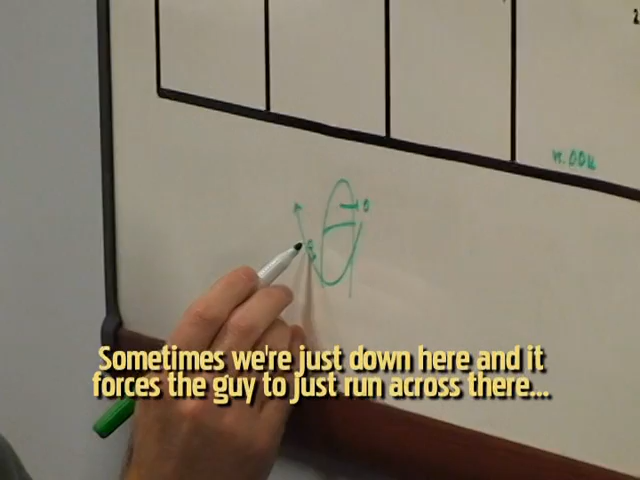 Sometimes we're just down here and it
forces the guy to just run across there...